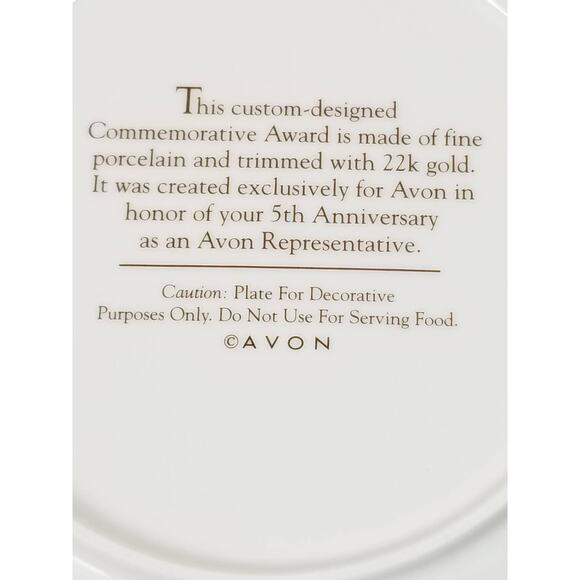 This custom-designed
Commemorative Award is made of fine
porcelain and trimmed with 22k gold.
It was created exclusively for Avon in
honor of your 5th Anniversary
as an Avon Representative.
Caution: Plate For Decorative
Purposes Only. Do Not Use For Serving Food.
©AVON